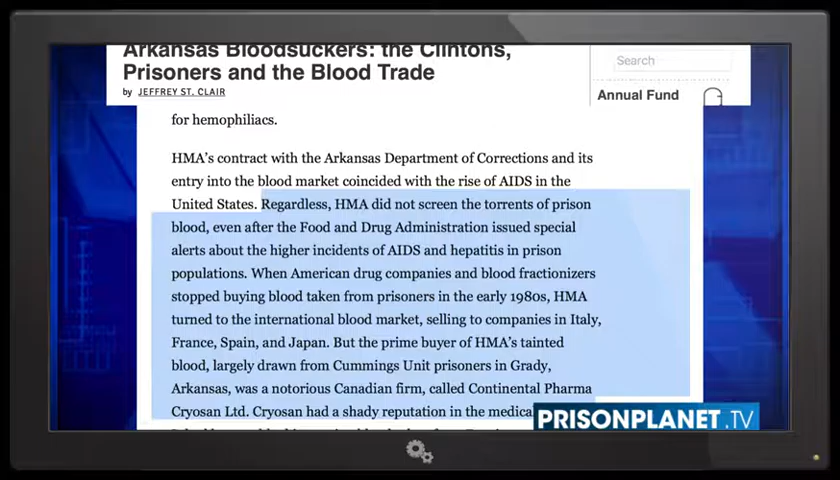 Arkansas Bloodsuckers: the Clintons,
Prisoners and the Blood Trade
by JEFFREY ST. CLAIR
Search
Annual Fund
for hemophiliacs.
HMA's contract with the Arkansas Department of Corrections and its
entry into the blood market coincided with the rise of AIDS in the
United States. Regardless, HMA did not screen the torrents of prison
blood, even after the Food and Drug Administration issued special
alerts about the higher incidents of AIDS and hepatitis in prison
populations. When American drug companies and blood fractionizers
stopped buying blood taken from prisoners in the early 1980s, HMA
turned to the international blood market, selling to companies in Italy,
France, Spain, and Japan. But the prime buyer of HMA's tainted
blood, largely drawn from Cummings Unit prisoners in Grady,
Arkansas, was a notorious Canadian firm, called Continental Pharma
Cryosan Ltd. Cryosan had a shady reputation in the medica
PRISONPLANET.TV